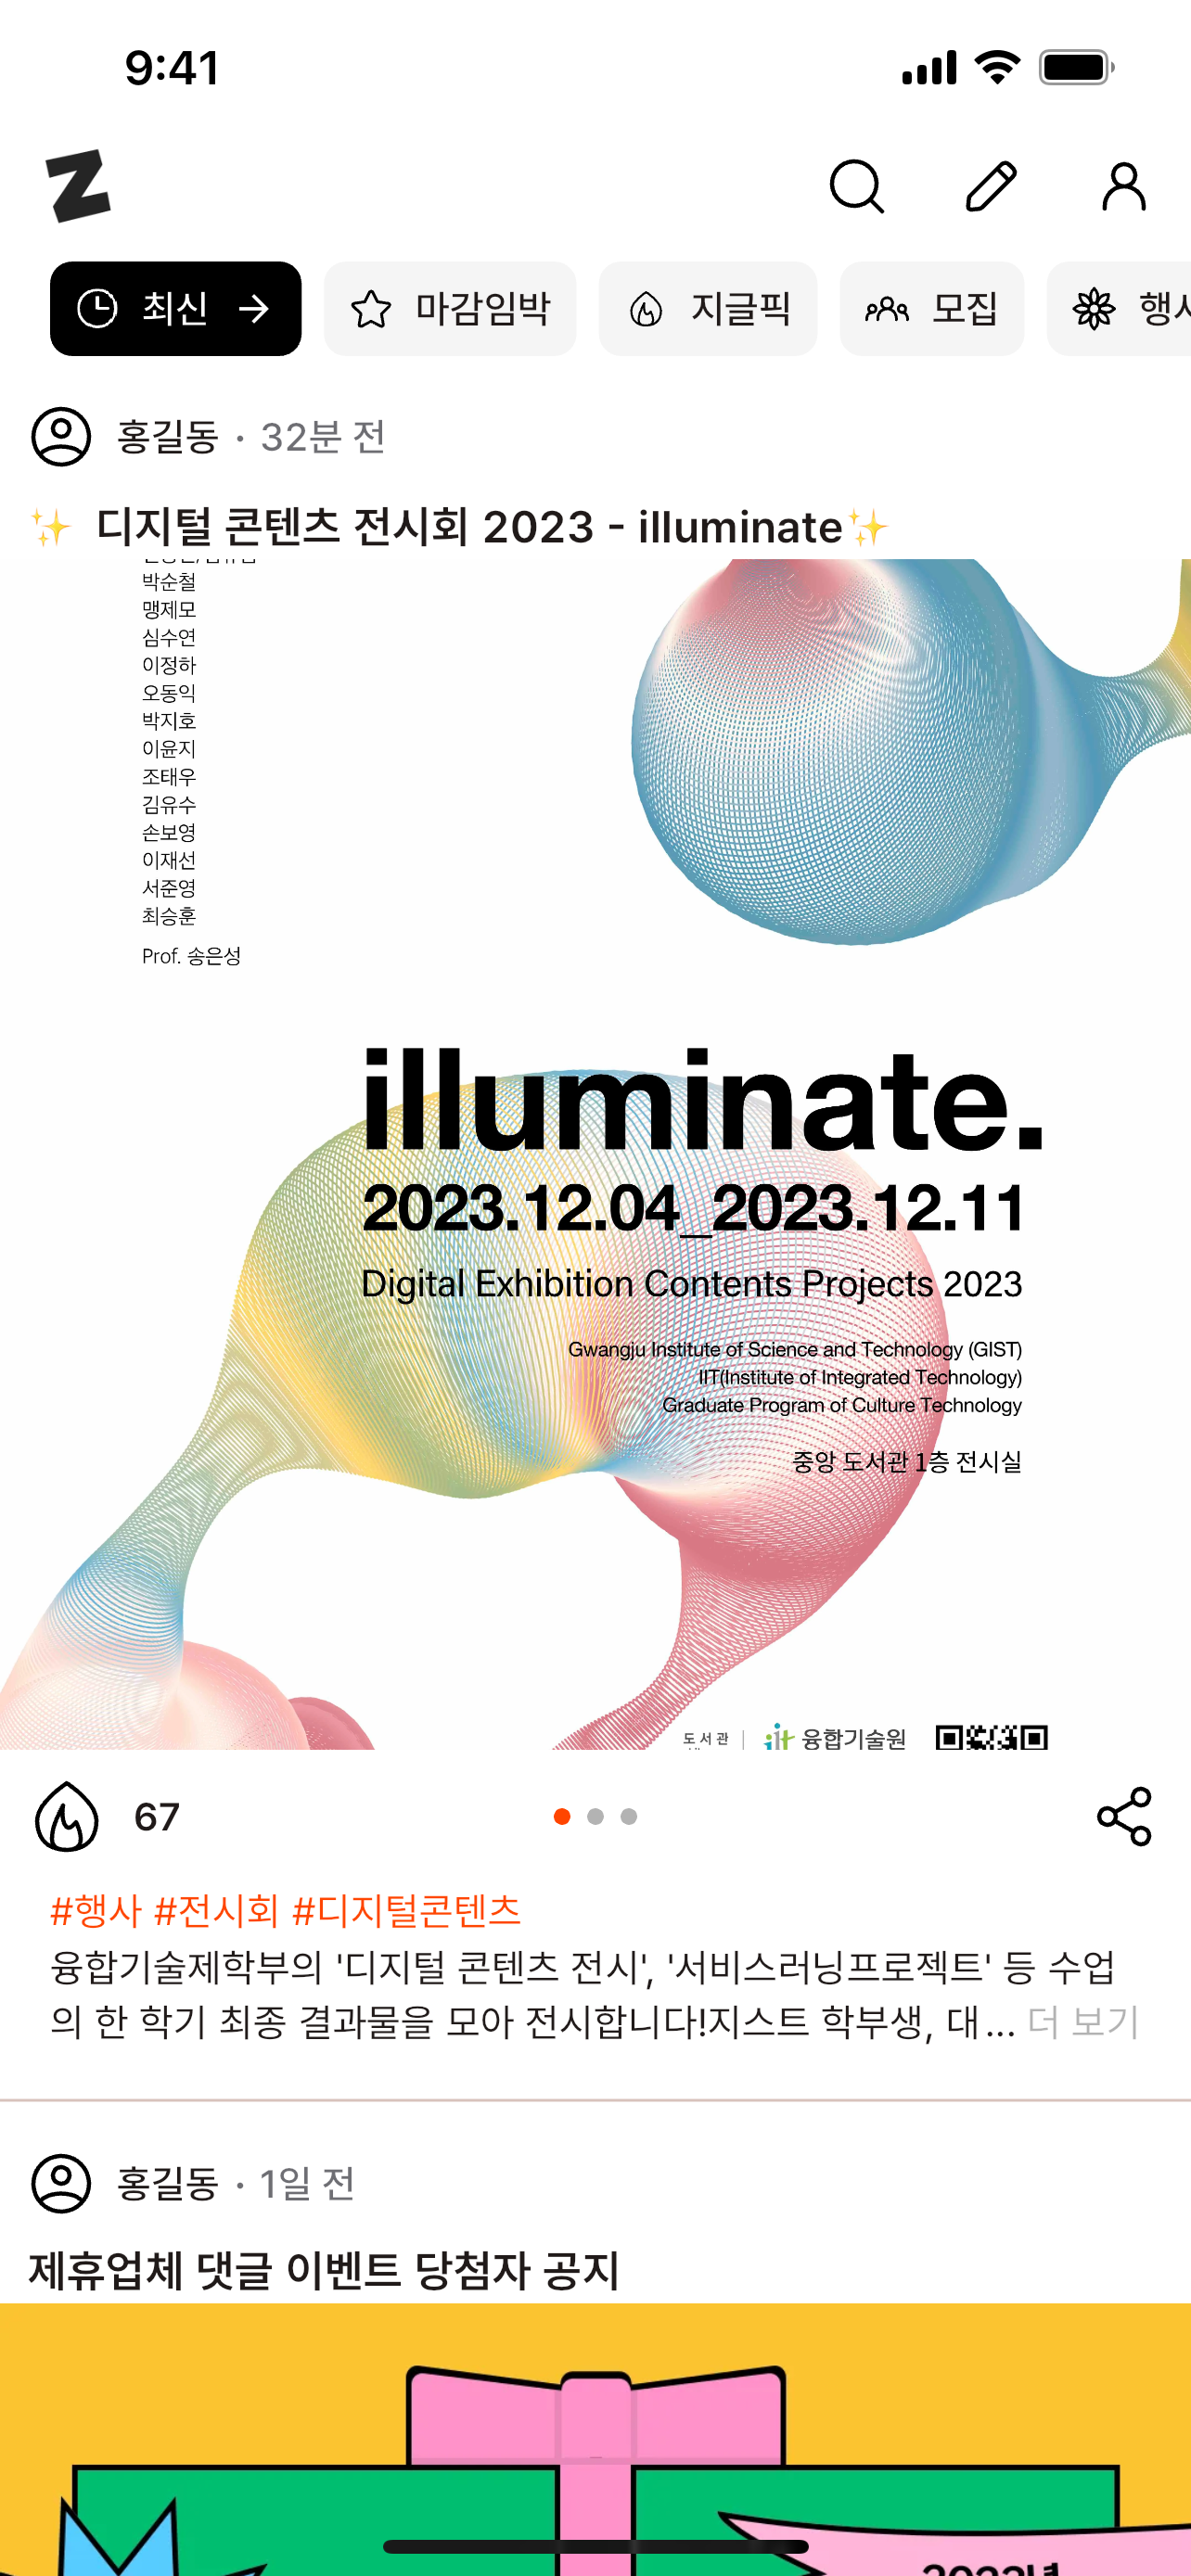 9:41
Z
최신 마감임박 지글픽 모집
홍길동 · 32분 전
✨ 디지털 콘텐츠 전시회 2023 - illuminate✨
박순철
맹제모
심수연
이정하
오동익
박지호
이윤지
조태우
김유수
손보영
이재선
서준영
최승훈
Prof. 송은성
illuminate.
2023.12.04_2023.12.11
Digital Exhibition Contents Projects 2023
Gwangju Institute of Science and Technology (GIST)
IIT(Institute of Integrated Technology)
Graduate Program of Culture Technology
중앙 도서관 1층 전시실
도서관 | iit 융합기술원
67
#행사 #전시회 #디지털콘텐츠
융합기술제학부의 '디지털 콘텐츠 전시', '서비스러닝프로젝트' 등 수업
의 한 학기 최종 결과물을 모아 전시합니다!지스트 학부생, 대... 더 보기
홍길동 · 1일 전
제휴업체 댓글 이벤트 당첨자 공지